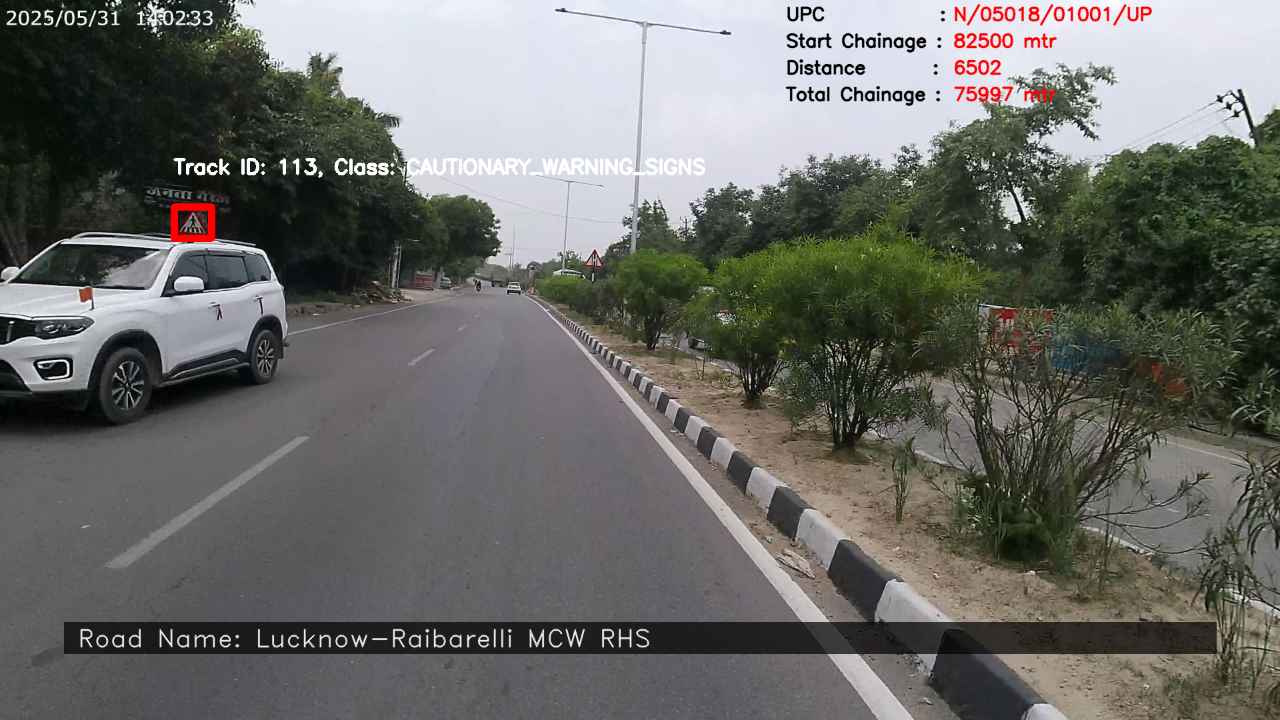 2025/05/31 14:02:33
UPC : N/05018/01001/UP
Start Chainage : 82500 mtr
Distance : 6502
Total Chainage : 75997 mtr
Track ID: 113, Class: CAUTIONARY_WARNING_SIGNS
जनता
Road Name: Lucknow-Raibarelli MCW RHS